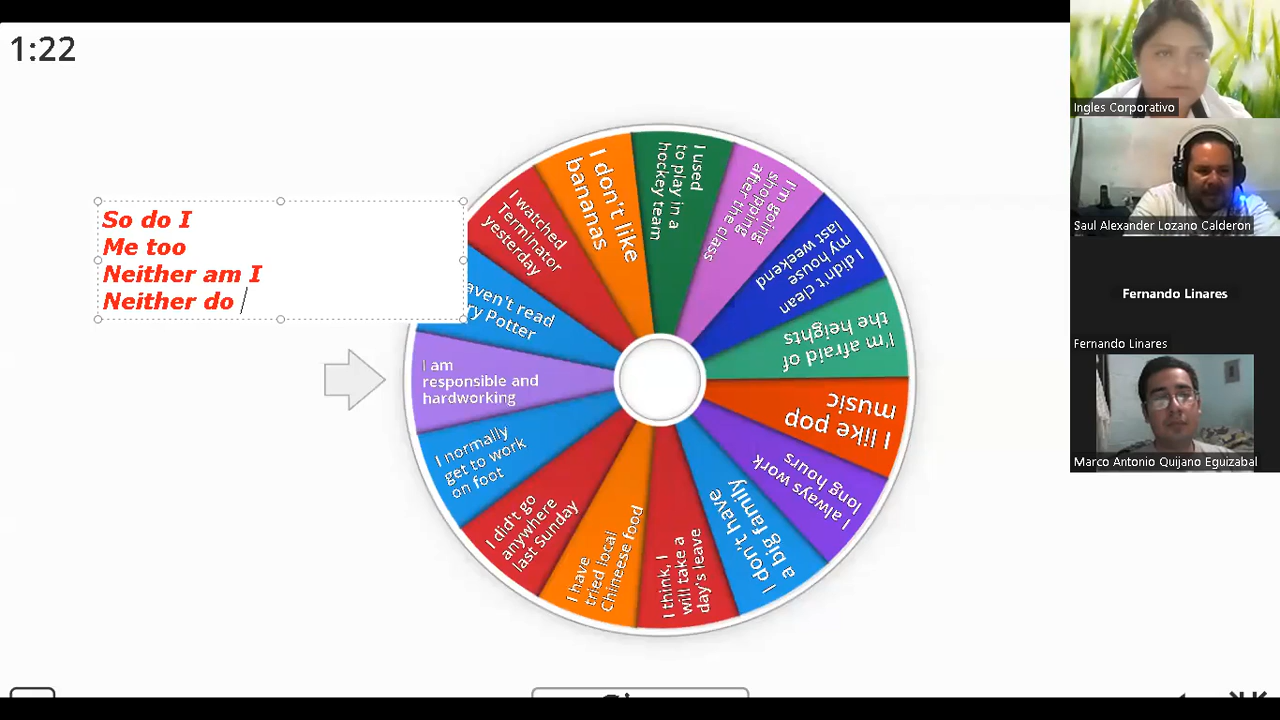 1:22
So do I
Me too
Neither am I
Neither do
I used
to play in a
hockey team
I'm going
shopping
after the class
I didn't clean
my house
last weekend
I'm afraid of
the heights
I like pop
music
I always work
long hours
I don't have
a big family
I think, I
will take a
day's leave
I have
tried local
Chineese food
I did't go
anywhere
last Sunday
I normally
get to work
on foot
I am
responsible and
hardworking
read
Potter
I watched
Terminator
yesterday
I don't like
bananas
Ingles Corporativo
Saul Alexander Lozano Calderon
Fernando Linares
Fernando Linares
Marco Antonio Quijano Eguizabal